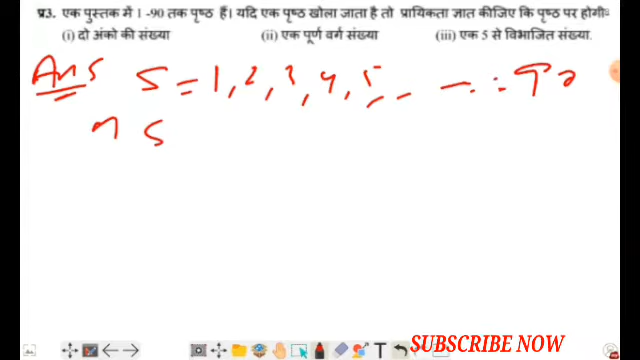 प्र3. एक पुस्तक में 1 -90 तक पृष्ठ हैं। यदि एक पृष्ठ खोला जाता है तो प्रायिकता ज्ञात कीजिए कि पृष्ठ पर होगीः
(i) दो अंको की संख्या (ii) एक पूर्ण वर्ग संख्या (iii) एक 5 से विभाजित संख्या.
Ans S = 1, 2, 3, 4, 5, - - - . . : 90
n S
SUBSCRIBE NOW